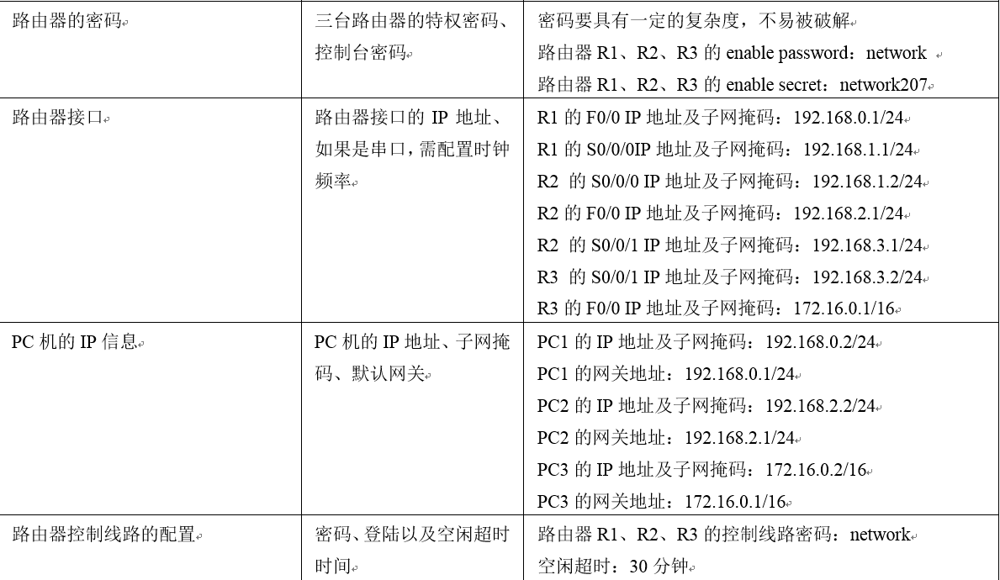 路由器的密码
三台路由器的特权密码、
控制台密码
密码要具有一定的复杂度，不易被破解
路由器 R1、R2、R3 的 enable password：network
路由器 R1、R2、R3 的 enable secret：network207
路由器接口
路由器接口的 IP 地址、
如果是串口，需配置时钟
频率
R1 的 F0/0 IP 地址及子网掩码：192.168.0.1/24
R1 的 S0/0/0IP 地址及子网掩码：192.168.1.1/24
R2 的 S0/0/0 IP 地址及子网掩码：192.168.1.2/24
R2 的 F0/0 IP 地址及子网掩码：192.168.2.1/24
R2 的 S0/0/1 IP 地址及子网掩码：192.168.3.1/24
R3 的 S0/0/1 IP 地址及子网掩码：192.168.3.2/24
R3 的 F0/0 IP 地址及子网掩码：172.16.0.1/16
PC 机的 IP 信息
PC 机的 IP 地址、子网掩
码、默认网关
PC1 的 IP 地址及子网掩码：192.168.0.2/24
PC1 的网关地址：192.168.0.1/24
PC2 的 IP 地址及子网掩码：192.168.2.2/24
PC2 的网关地址：192.168.2.1/24
PC3 的 IP 地址及子网掩码：172.16.0.2/16
PC3 的网关地址：172.16.0.1/16
路由器控制线路的配置
密码、登陆以及空闲超时
时间
路由器 R1、R2、R3 的控制线路密码：network
空闲超时：30 分钟